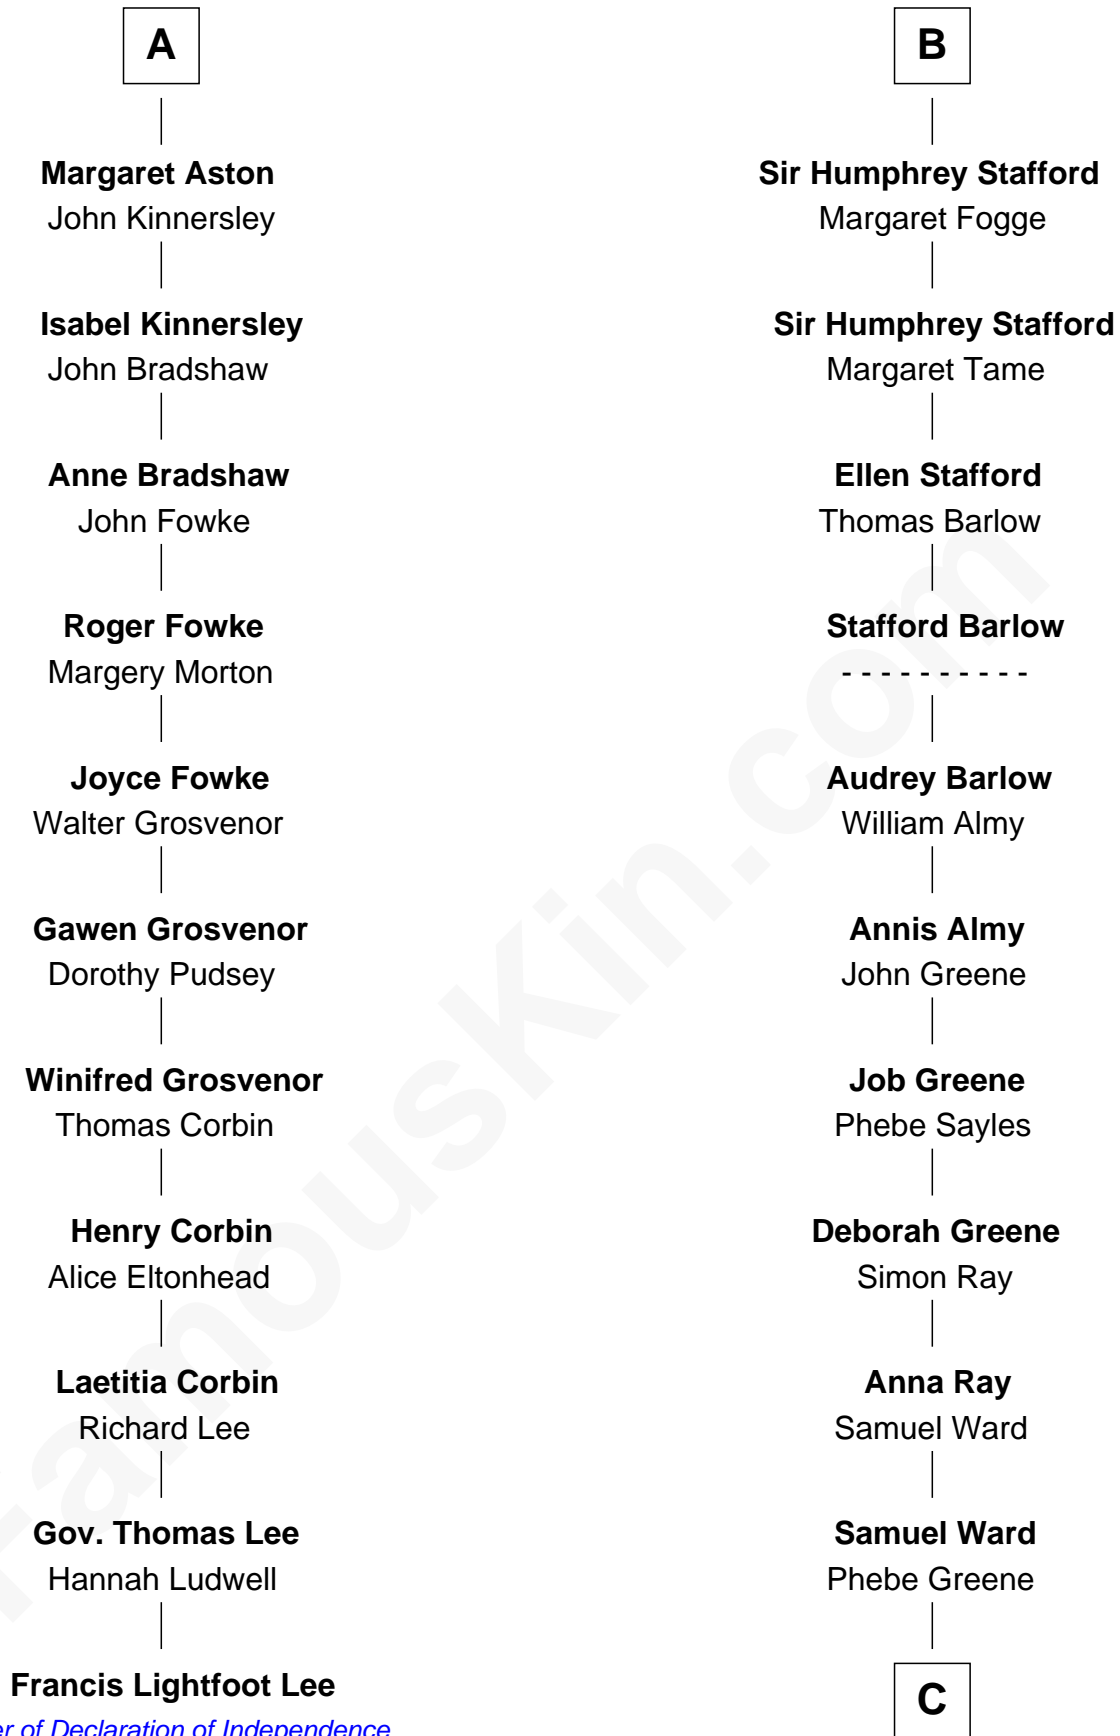 A
Margaret Aston
John Kinnersley
Isabel Kinnersley
John Bradshaw
Anne Bradshaw
John Fowke
Roger Fowke
Margery Morton
Joyce Fowke
Walter Grosvenor
Gawen Grosvenor
Dorothy Pudsey
Winifred Grosvenor
Thomas Corbin
Henry Corbin
Alice Eltonhead
Laetitia Corbin
Richard Lee
Gov. Thomas Lee
Hannah Ludwell
Francis Lightfoot Lee
er of Declaration of Independence
B
Sir Humphrey Stafford
Margaret Fogge
Sir Humphrey Stafford
Margaret Tame
Ellen Stafford
Thomas Barlow
Stafford Barlow
- - - - - - - - - -
Audrey Barlow
William Almy
Annis Almy
John Greene
Job Greene
Phebe Sayles
Deborah Greene
Simon Ray
Anna Ray
Samuel Ward
Samuel Ward
Phebe Greene
C
FamousKin.com